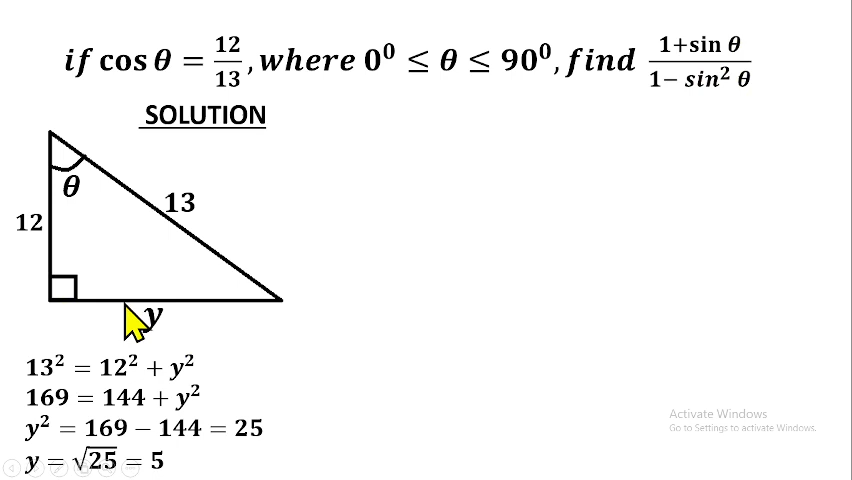 if cos θ = 12/13, where 0⁰ ≤ θ ≤ 90⁰, find (1+sin θ)/(1− sin² θ)
SOLUTION
θ
13
12
y
13² = 12² + y²
169 = 144 + y²
y² = 169 − 144 = 25
y = √25 = 5
Activate Windows
Go to Settings to activate Windows.